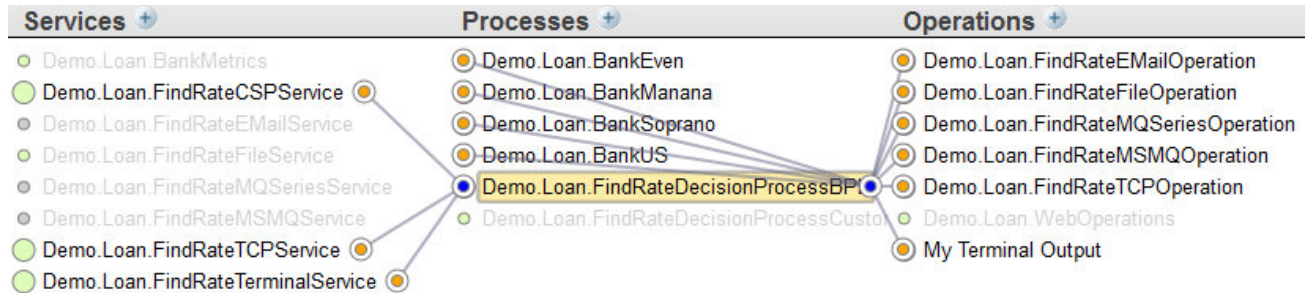 Services
Demo.Loan.BankMetrics
Demo.Loan.FindRateCSPService
Demo.Loan.FindRateEMailService
Demo.Loan.FindRateFileService
Demo.Loan.FindRateMQSeriesService
Demo.Loan.FindRateMSMQService
Demo.Loan.FindRateTCPService
Demo.Loan.FindRateTerminalService
Processes
Demo.Loan.BankEven
Demo.Loan.BankManana
Demo.Loan.BankSoprano
Demo.Loan.BankUS
Demo.Loan.FindRateDecisionProcessBP
Demo.Loan.FindRateDecisionProcessCustor
Operations
Demo.Loan.FindRateEMailOperation
Demo.Loan.FindRateFileOperation
Demo.Loan.FindRateMQSeriesOperation
Demo.Loan.FindRateMSMQOperation
Demo.Loan.FindRateTCPOperation
Demo.Loan.WebOperations
My Terminal Output